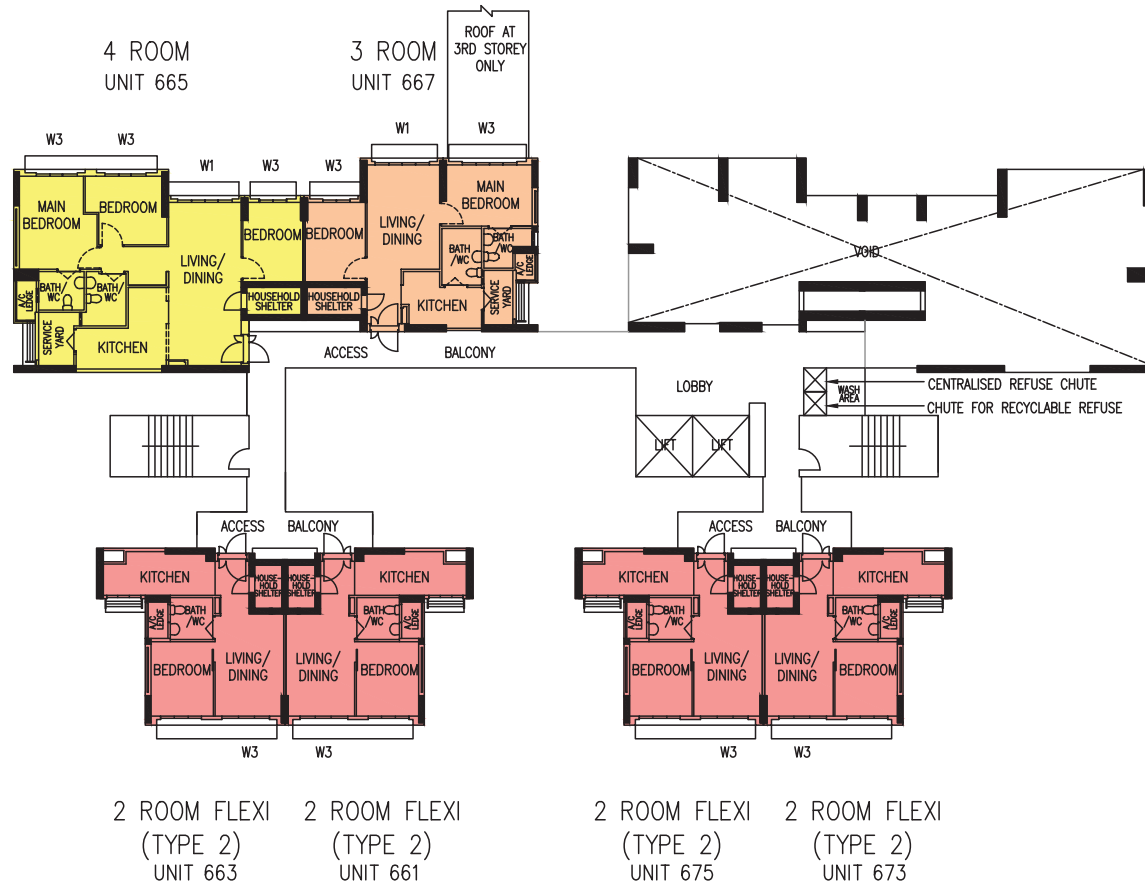 4 ROOM
UNIT 665
3 ROOM
UNIT 667
ROOF AT
3RD STOREY
ONLY
W3
W3
W1
W3
W3
W1
W3
MAIN
BEDROOM
BEDROOM
LIVING/
DINING
BEDROOM
BATH/
WC
BATH/
WC
A/C
LEDGE
SERVICE
YARD
KITCHEN
HOUSEHOLD
SHELTER
BEDROOM
LIVING/
DINING
MAIN
BEDROOM
BATH
/WC
BATH
/WC
A/C
LEDGE
KITCHEN
SERVICE
YARD
HOUSEHOLD
SHELTER
VOID
ACCESS BALCONY
LOBBY
WASH
AREA
CENTRALISED REFUSE CHUTE
CHUTE FOR RECYCLABLE REFUSE
LIFT
LIFT
ACCESS BALCONY
ACCESS BALCONY
KITCHEN
HOUSE-
HOLD
SHELTER
HOUSE-
HOLD
SHELTER
KITCHEN
A/C
LEDGE
BATH
/WC
BATH
/WC
A/C
LEDGE
BEDROOM
LIVING/
DINING
LIVING/
DINING
BEDROOM
W3
W3
KITCHEN
HOUSE-
HOLD
SHELTER
HOUSE-
HOLD
SHELTER
KITCHEN
A/C
LEDGE
BATH
/WC
BATH
/WC
A/C
LEDGE
BEDROOM
LIVING/
DINING
LIVING/
DINING
BEDROOM
W3
W3
2 ROOM FLEXI
(TYPE 2)
UNIT 663
2 ROOM FLEXI
(TYPE 2)
UNIT 661
2 ROOM FLEXI
(TYPE 2)
UNIT 675
2 ROOM FLEXI
(TYPE 2)
UNIT 673